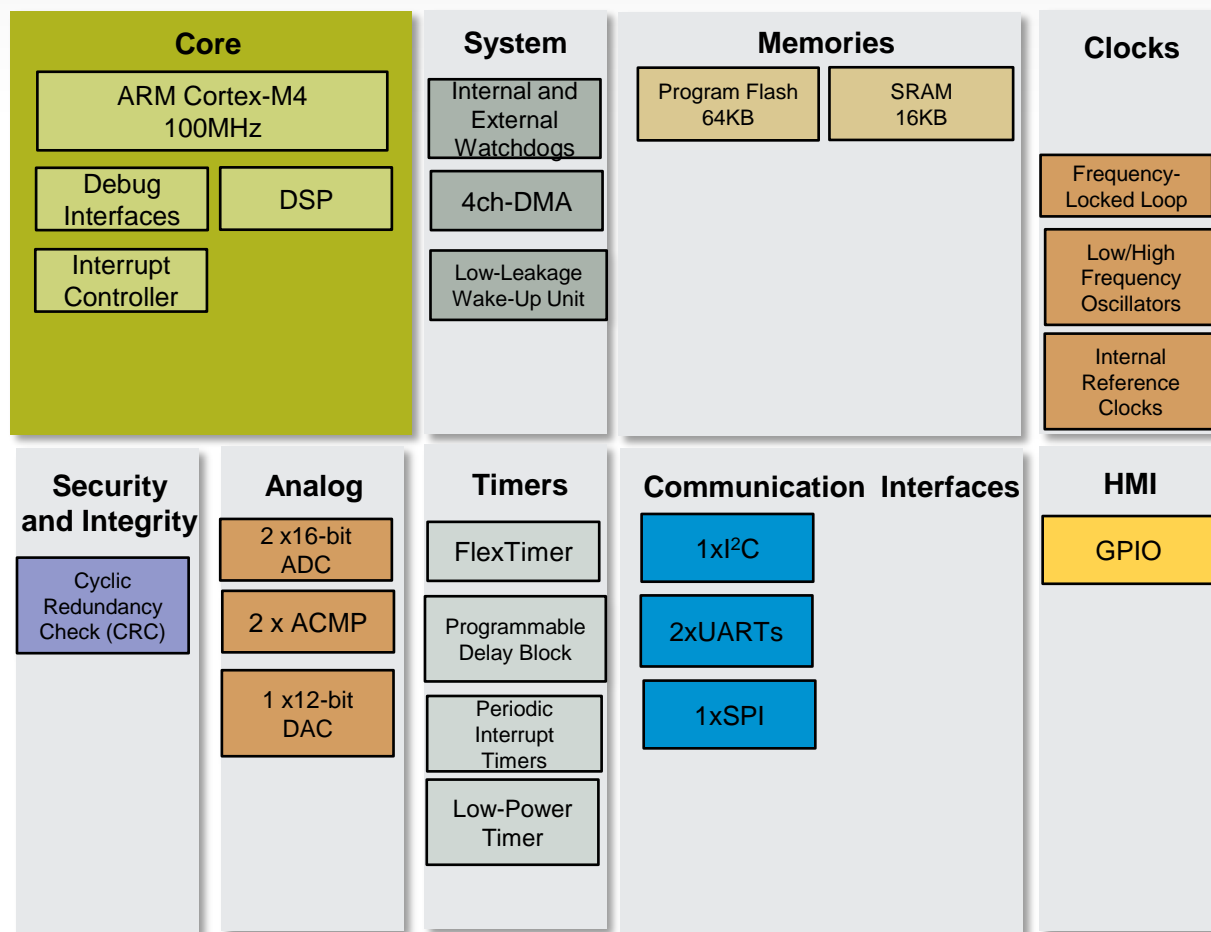 Core
ARM Cortex-M4
100MHz
Debug
Interfaces
DSP
Interrupt
Controller
System
Internal and
External
Watchdogs
4ch-DMA
Low-Leakage
Wake-Up Unit
Memories
Program Flash
64KB
SRAM
16KB
Clocks
Frequency-
Locked Loop
Low/High
Frequency
Oscillators
Internal
Reference
Clocks
Security
and Integrity
Cyclic
Redundancy
Check (CRC)
Analog
2 x16-bit
ADC
2 x ACMP
1 x12-bit
DAC
Timers
FlexTimer
Programmable
Delay Block
Periodic
Interrupt
Timers
Low-Power
Timer
Communication Interfaces
1xI²C
2xUARTs
1xSPI
HMI
GPIO